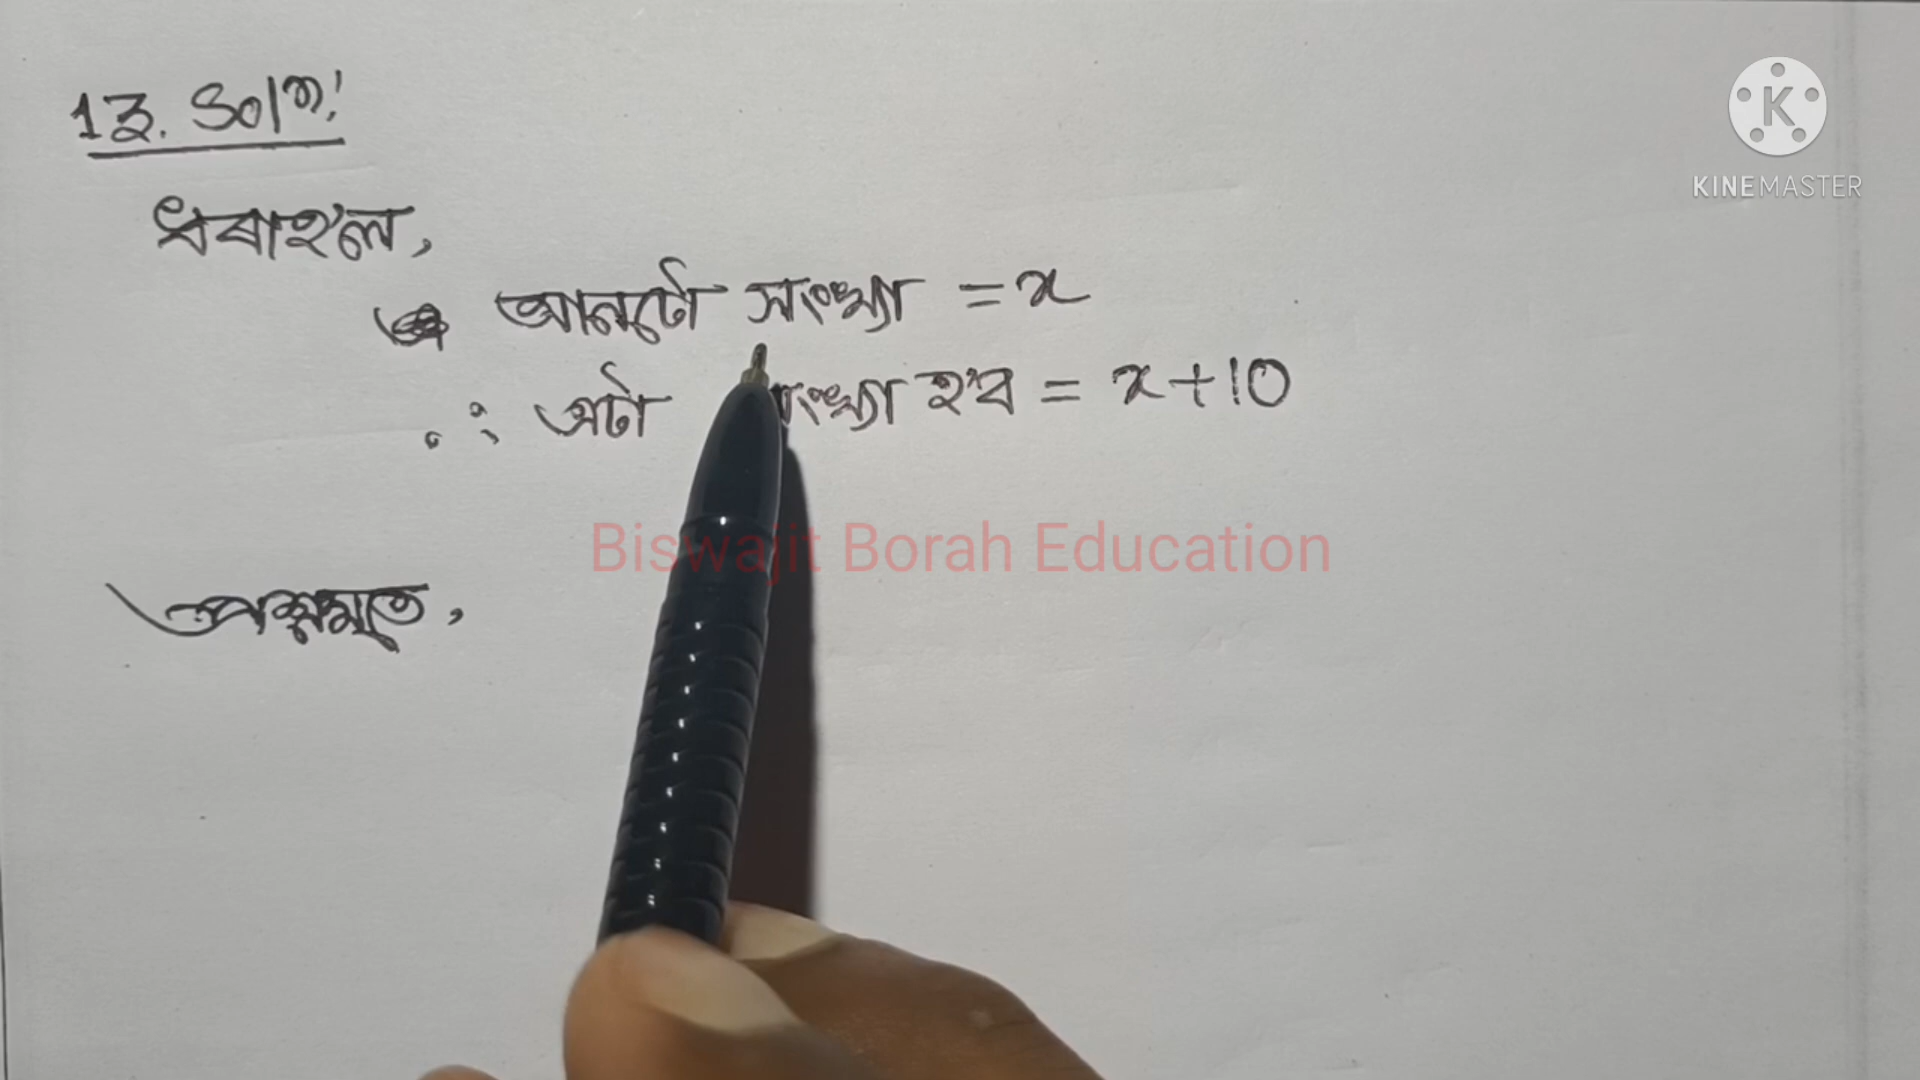 13. Soln!
KINEMASTER
ধৰাহ'ল,
আনটো সংখ্যা = x
∴ এটা সংখ্যা হ'ব = x+10
Biswajit Borah Education
প্ৰশ্নমতে,